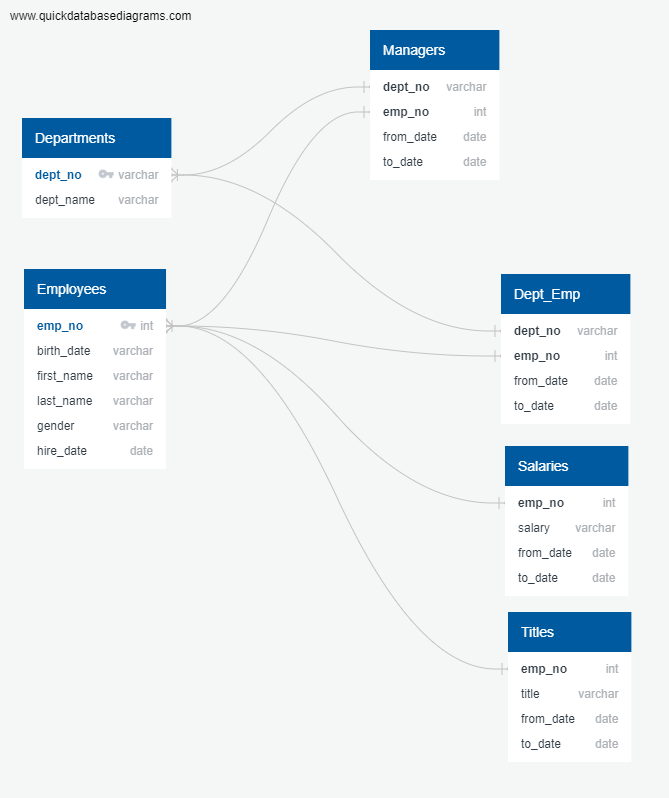 www.quickdatabasediagrams.com
Managers
dept_no varchar
emp_no int
from_date date
to_date date
Departments
dept_no varchar
dept_name varchar
Employees
emp_no int
birth_date varchar
first_name varchar
last_name varchar
gender varchar
hire_date date
Dept_Emp
dept_no varchar
emp_no int
from_date date
to_date date
Salaries
emp_no int
salary varchar
from_date date
to_date date
Titles
emp_no int
title varchar
from_date date
to_date date